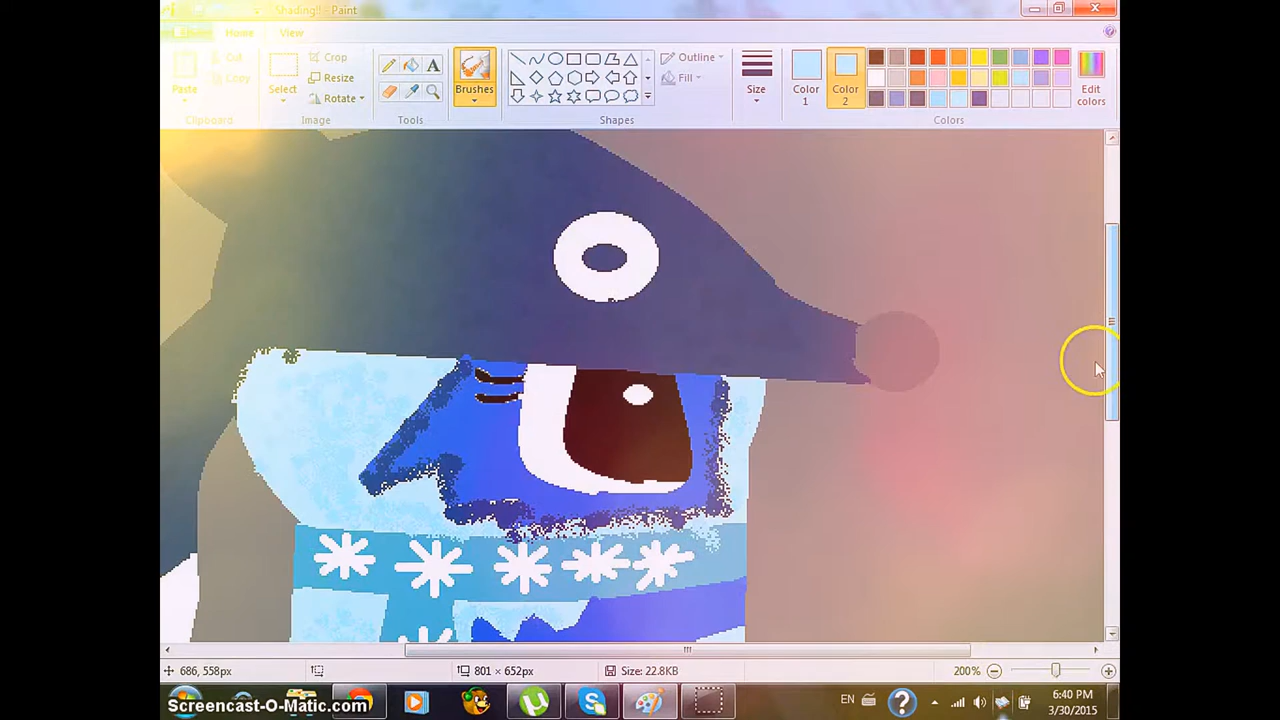 Shading!! - Paint
Home View
Paste Cut Copy
Select Crop Resize Rotate
A
Brushes
Outline Fill
Size
Color 1 Color 2
Edit colors
Clipboard Image Tools Shapes Colors
686, 558px 801 × 652px Size: 22.8KB 200%
Screencast-O-Matic.com
EN 6:40 PM
3/30/2015